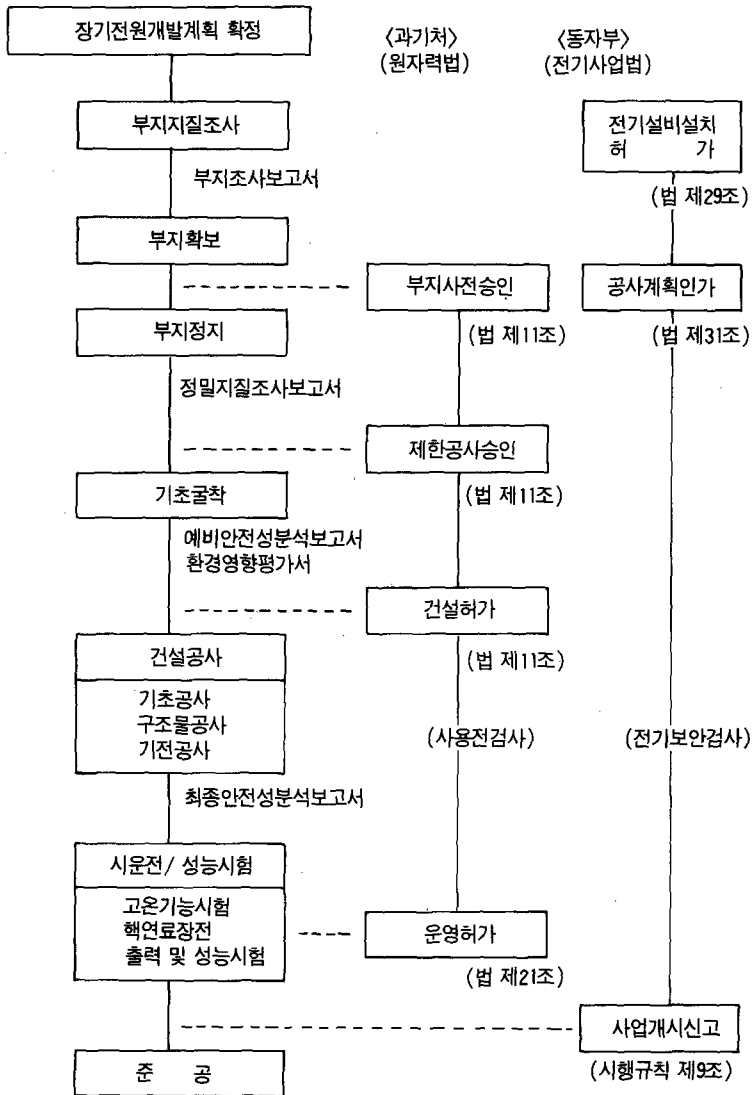 장기전원개발계획 확정
〈과기처〉
(원자력법)
〈동자부〉
(전기사업법)
부지지질조사
전기설비설치
허 가
(법 제29조)
부지조사보고서
부지확보
부지사전승인
공사계획인가
(법 제11조)
(법 제31조)
부지정지
정밀지질조사보고서
제한공사승인
(법 제11조)
기초굴착
예비안전성분석보고서
환경영향평가서
건설허가
(법 제11조)
건설공사
기초공사
구조물공사
기전공사
(사용전검사)
(전기보안검사)
최종안전성분석보고서
시운전/ 성능시험
고온기능시험
핵연료장전
출력 및 성능시험
운영허가
(법 제21조)
사업개시신고
(시행규칙 제9조)
준 공